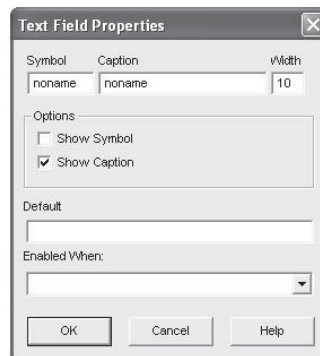 Text Field Properties
Symbol Caption Width
noname noname 10
Options
Show Symbol
Show Caption
Default
Enabled When:
OK Cancel Help